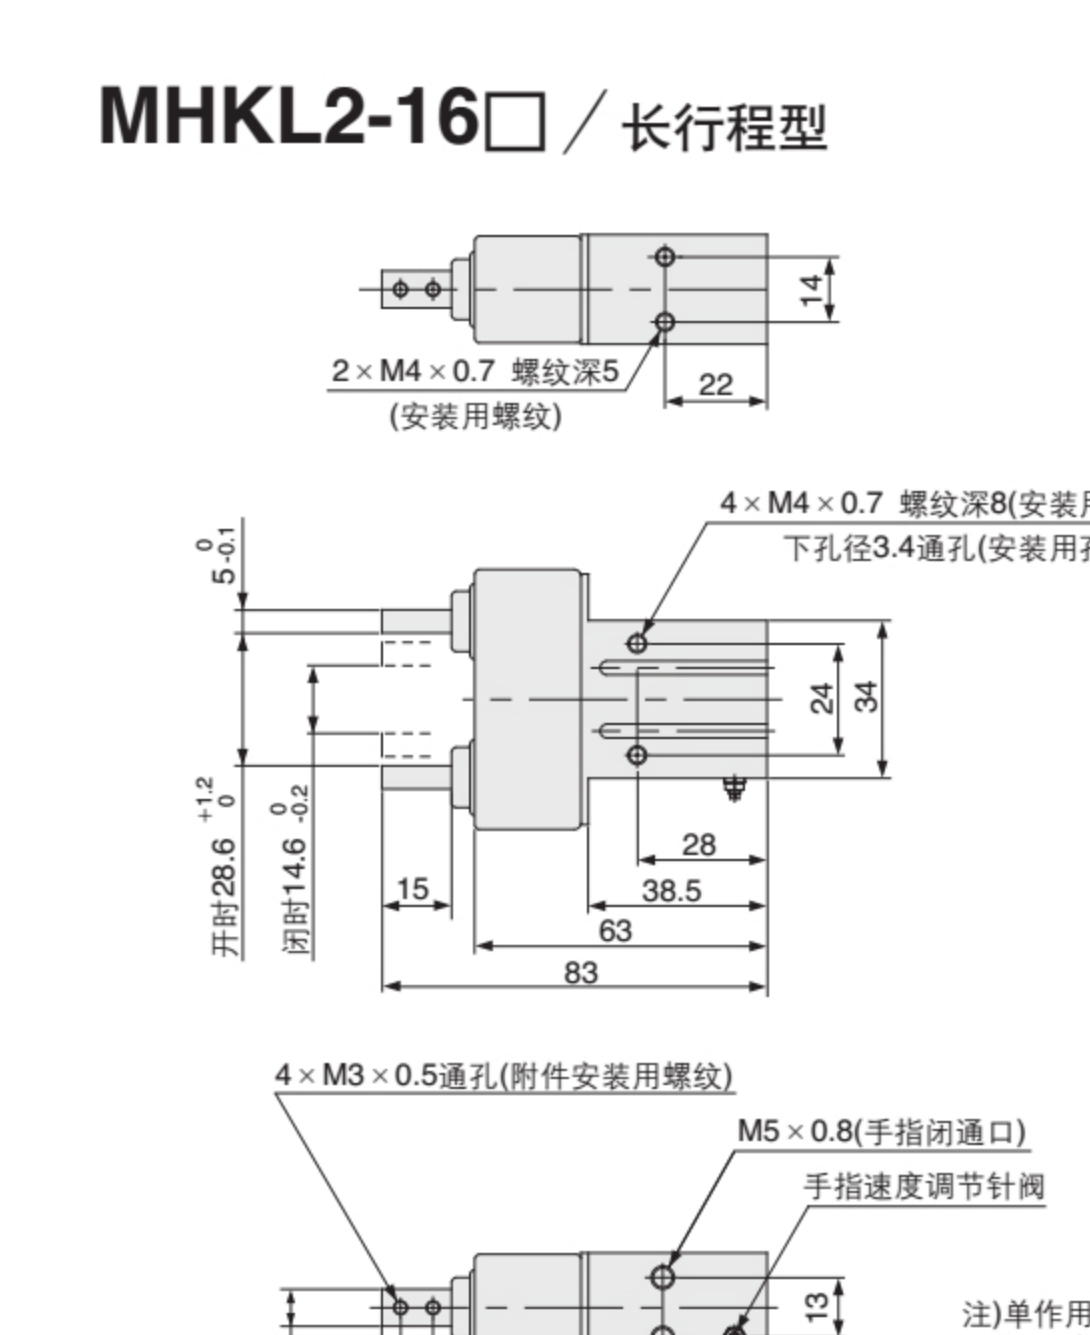 MHKL2-16□ / 长行程型
14
2×M4×0.7 螺纹深5
22
(安装用螺纹)
4×M4×0.7 螺纹深8(安装用
下孔径3.4通孔(安装用孔
5 0 -0.1
24
34
开时28.6 +1.2 0
闭时14.6 0 -0.2
28
15
38.5
63
83
4×M3×0.5通孔(附件安装用螺纹)
M5×0.8(手指闭通口)
手指速度调节针阀
13
注)单作用